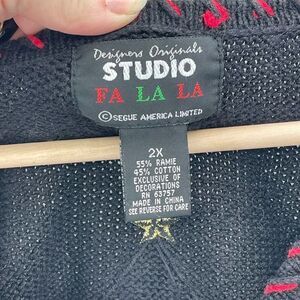 Designers Originals
STUDIO
FA LA LA
©SEGUE AMERICA LIMITED
2X
55% RAMIE
45% COTTON
EXCLUSIVE OF
DECORATIONS
RN 63757
MADE IN CHINA
SEE REVERSE FOR CARE